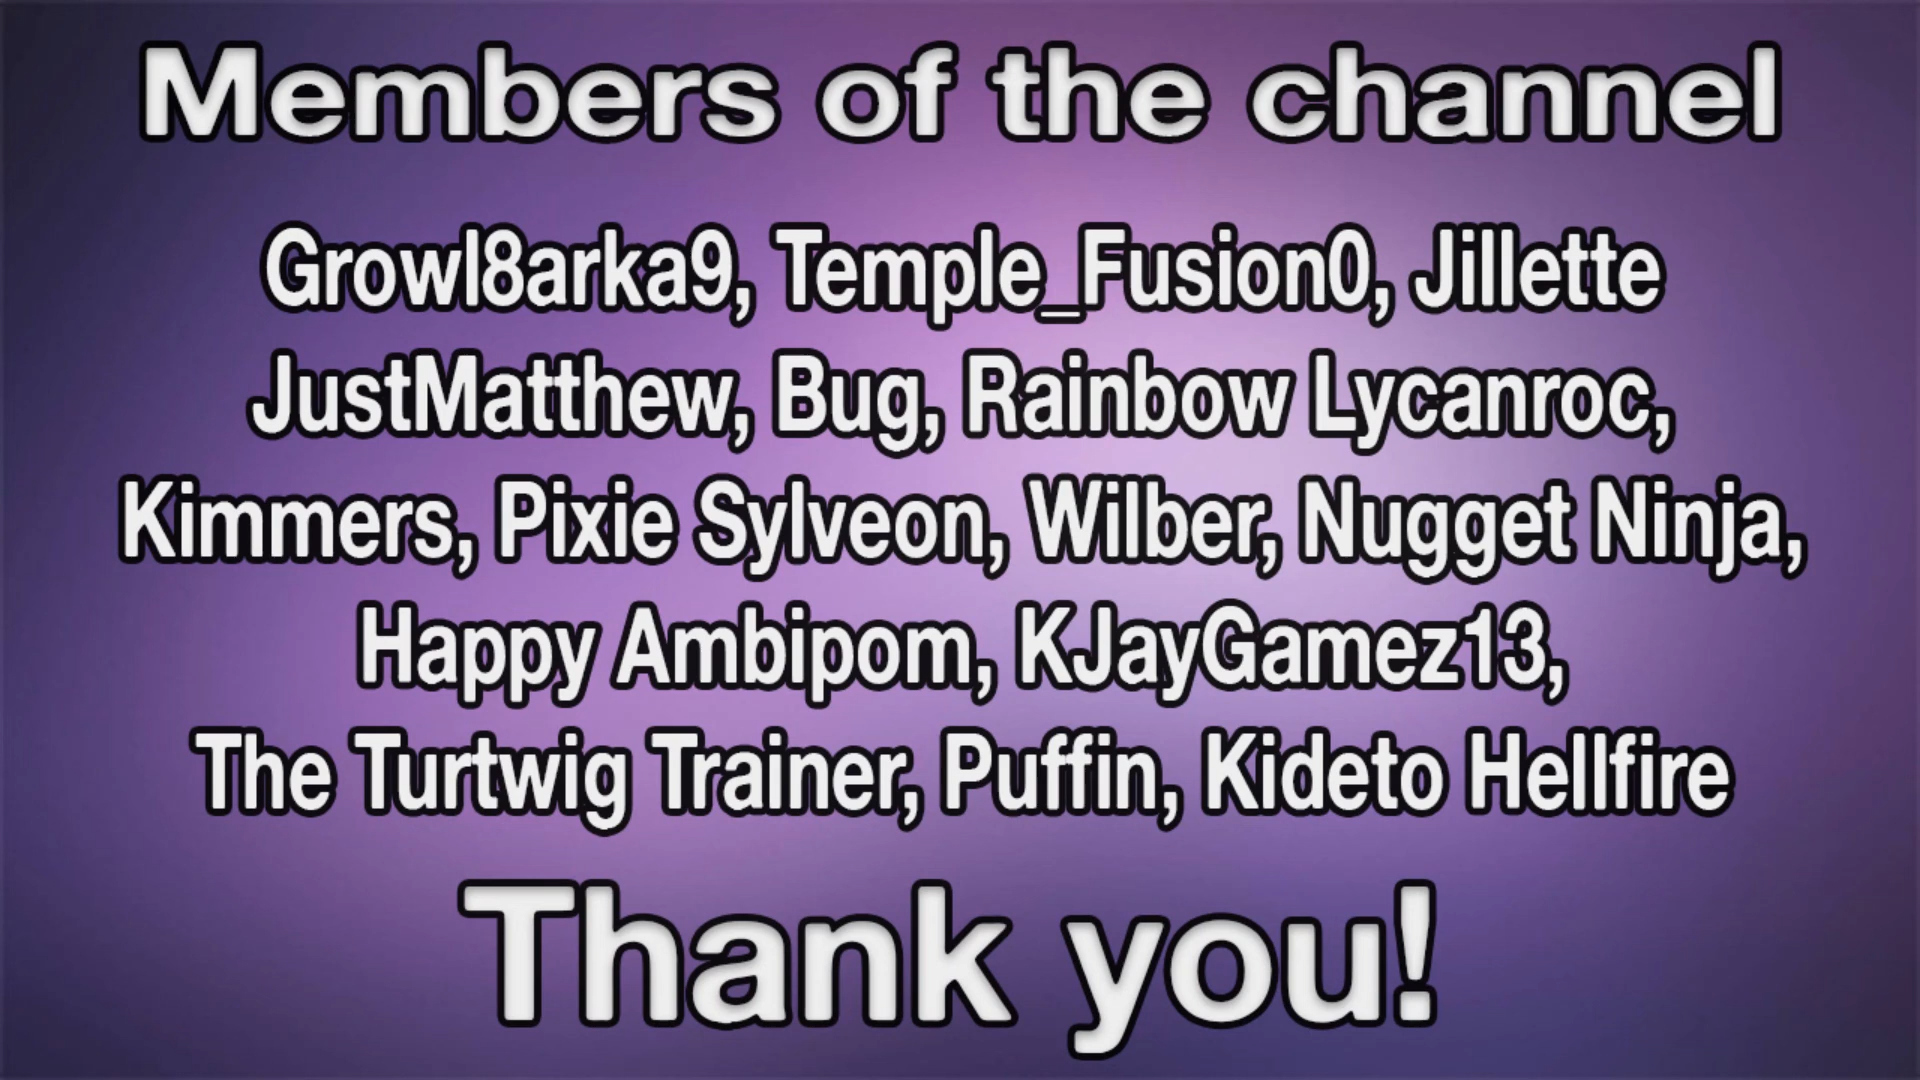 Members of the channel
Growl8arka9, Temple_Fusion0, Jillette
JustMatthew, Bug, Rainbow Lycanroc,
Kimmers, Pixie Sylveon, Wilber, Nugget Ninja,
Happy Ambipom, KJayGamez13,
The Turtwig Trainer, Puffin, Kideto Hellfire
Thank you!